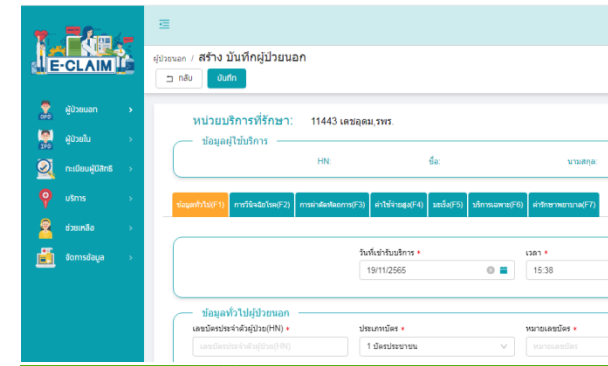 E-CLAIM
ผู้ป่วยนอก / สร้าง บันทึกผู้ป่วยนอก
กลับ บันทึก
OPD ผู้ป่วยนอก
IPD ผู้ป่วยใน
ทะเบียนผู้มีสิทธิ
บริการ
ช่วยเหลือ
จัดการข้อมูล
หน่วยบริการที่รักษา: 11443 เดชอุดม,รพร.
ข้อมูลผู้ใช้บริการ
HN: ชื่อ: นามสกุล:
ข้อมูลทั่วไป(F1) การวินิจฉัยโรค(F2) การผ่าตัดหัตถการ(F3) ค่าใช้จ่ายสูง(F4) มะเร็ง(F5) บริการเฉพาะ(F6) ค่ารักษาพยาบาล(F7)
วันที่เข้ารับบริการ * เวลา *
19/11/2565 15:38
ข้อมูลทั่วไปผู้ป่วยนอก
เลขบัตรประจำตัวผู้ป่วย(HN) * ประเภทบัตร * หมายเลขบัตร *
เลขบัตรประจำตัวผู้ป่วย(HN) 1 บัตรประชาชน หมายเลขบัตร